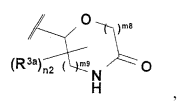 O
( )m8
(R3a)n2
( )m9
N
H
O
,